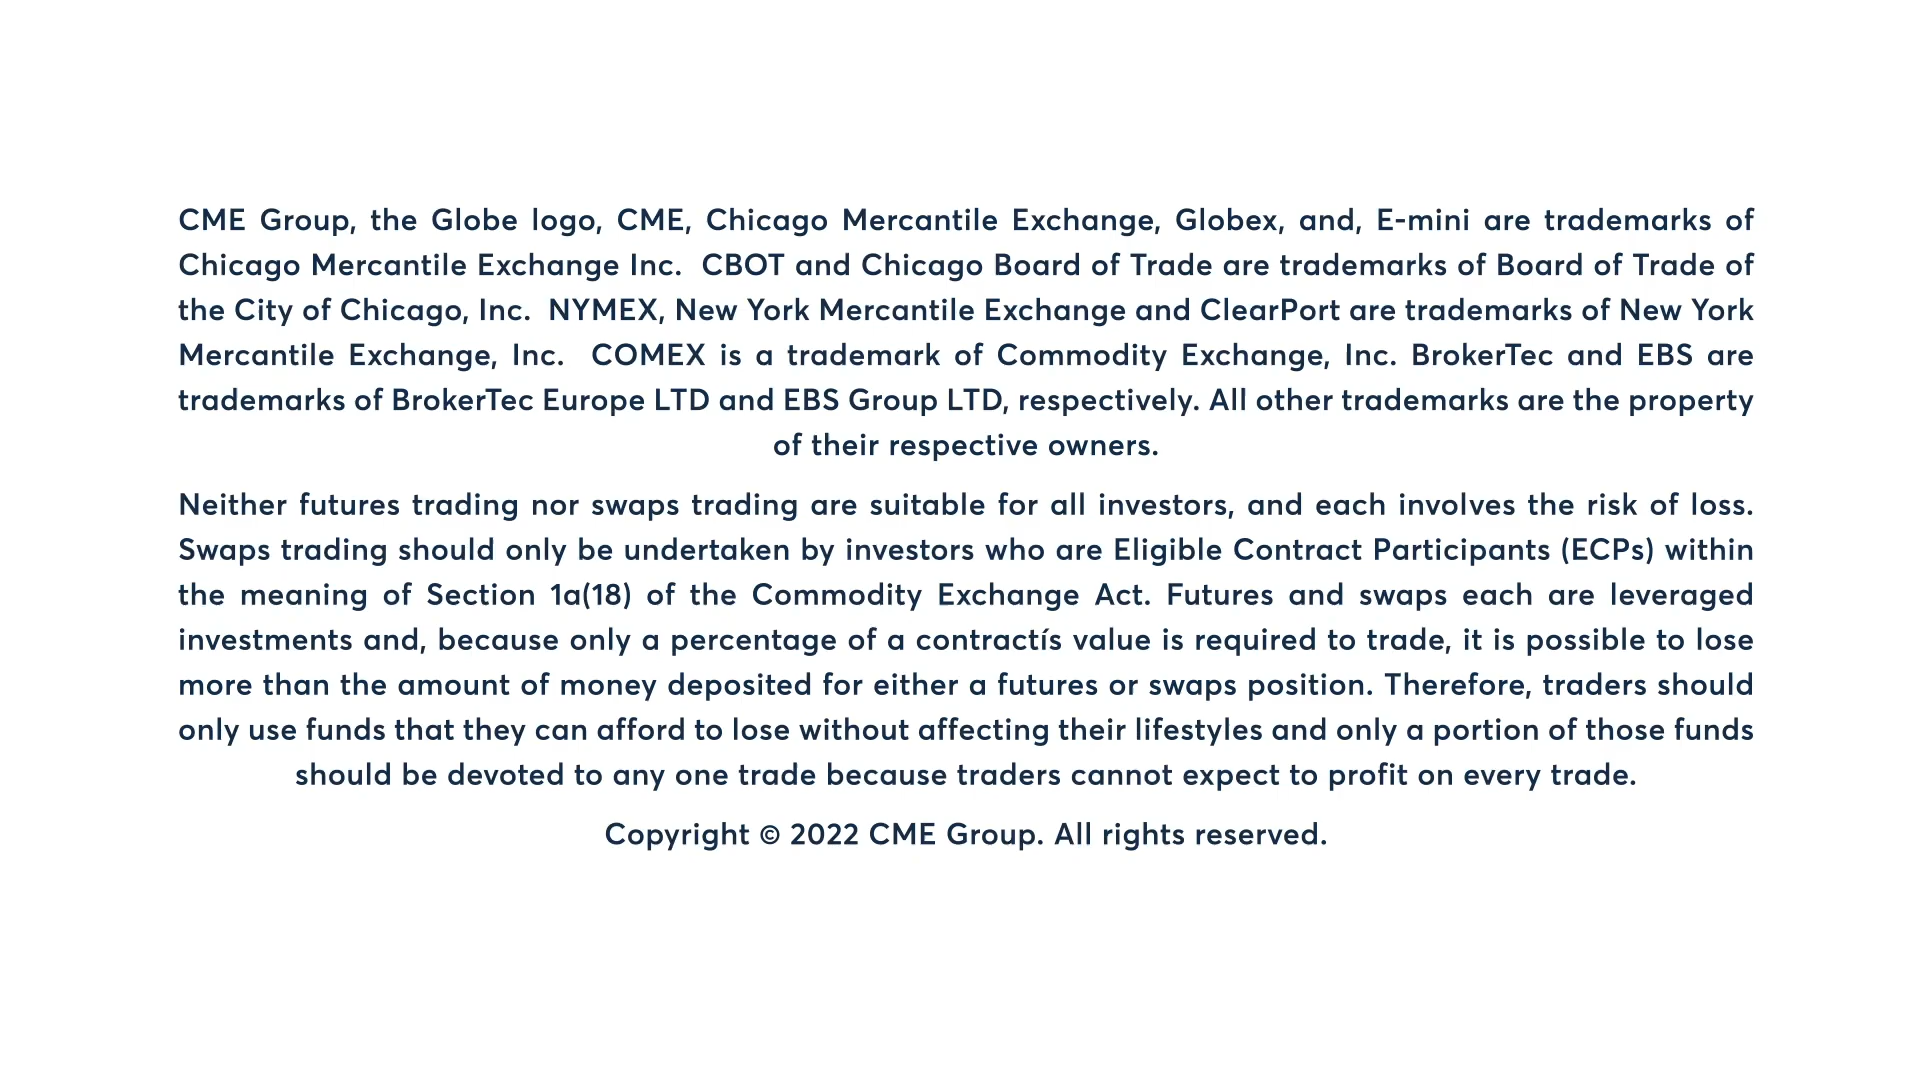 CME Group, the Globe logo, CME, Chicago Mercantile Exchange, Globex, and, E-mini are trademarks of
Chicago Mercantile Exchange Inc.  CBOT and Chicago Board of Trade are trademarks of Board of Trade of
the City of Chicago, Inc.  NYMEX, New York Mercantile Exchange and ClearPort are trademarks of New York
Mercantile Exchange, Inc.  COMEX is a trademark of Commodity Exchange, Inc. BrokerTec and EBS are
trademarks of BrokerTec Europe LTD and EBS Group LTD, respectively. All other trademarks are the property
of their respective owners.
Neither futures trading nor swaps trading are suitable for all investors, and each involves the risk of loss.
Swaps trading should only be undertaken by investors who are Eligible Contract Participants (ECPs) within
the meaning of Section 1a(18) of the Commodity Exchange Act. Futures and swaps each are leveraged
investments and, because only a percentage of a contractís value is required to trade, it is possible to lose
more than the amount of money deposited for either a futures or swaps position. Therefore, traders should
only use funds that they can afford to lose without affecting their lifestyles and only a portion of those funds
should be devoted to any one trade because traders cannot expect to profit on every trade.
Copyright © 2022 CME Group. All rights reserved.